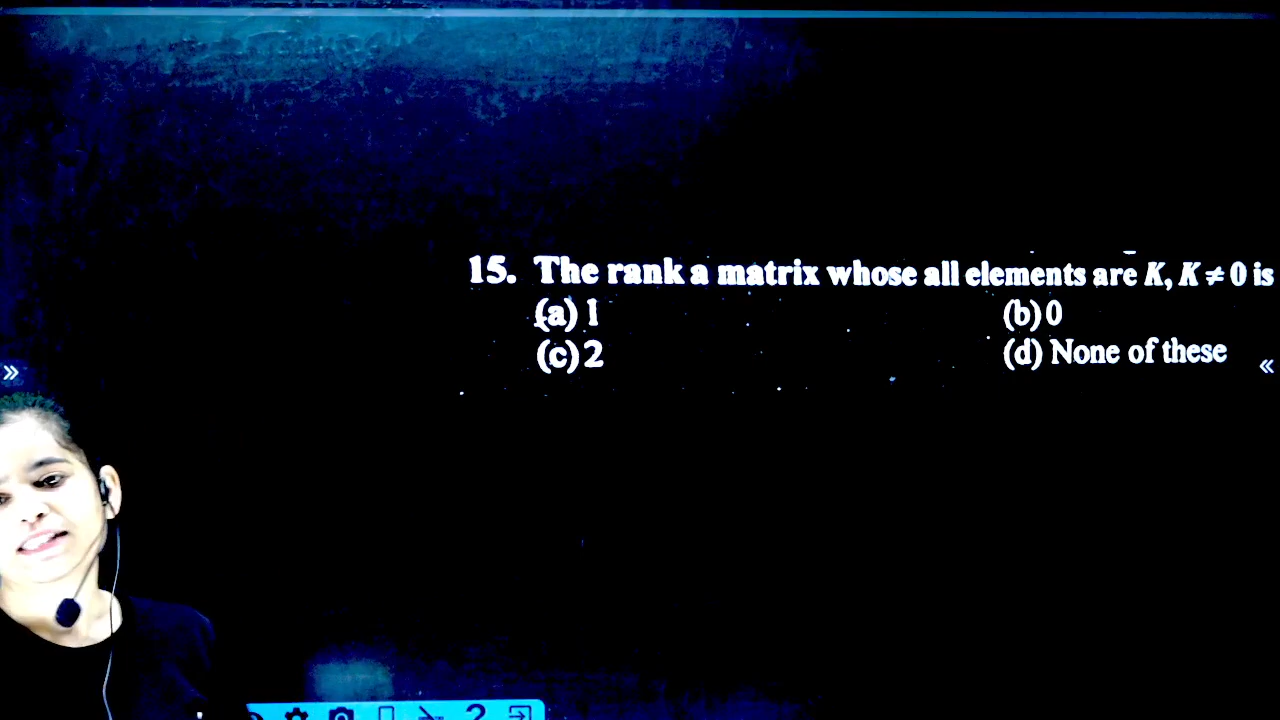 15. The rank a matrix whose all elements are K, K ≠ 0 is
(a) 1
(b) 0
(c) 2
(d) None of these